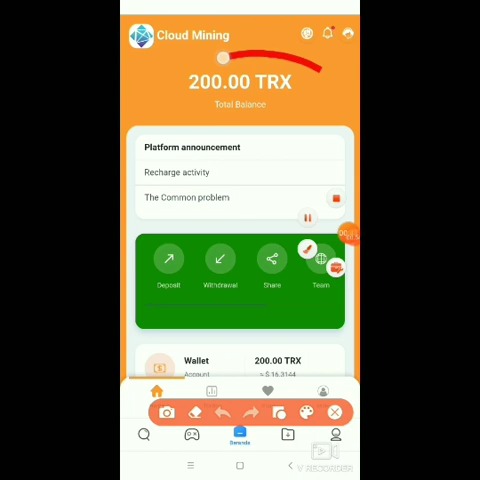 Cloud Mining
200.00 TRX
Total Balance
Platform announcement
Recharge activity
The Common problem
Deposit
Withdrawal
Share
Team
Wallet
200.00 TRX
Account
≈ $ 16.3144
Beranda
V RECORDER